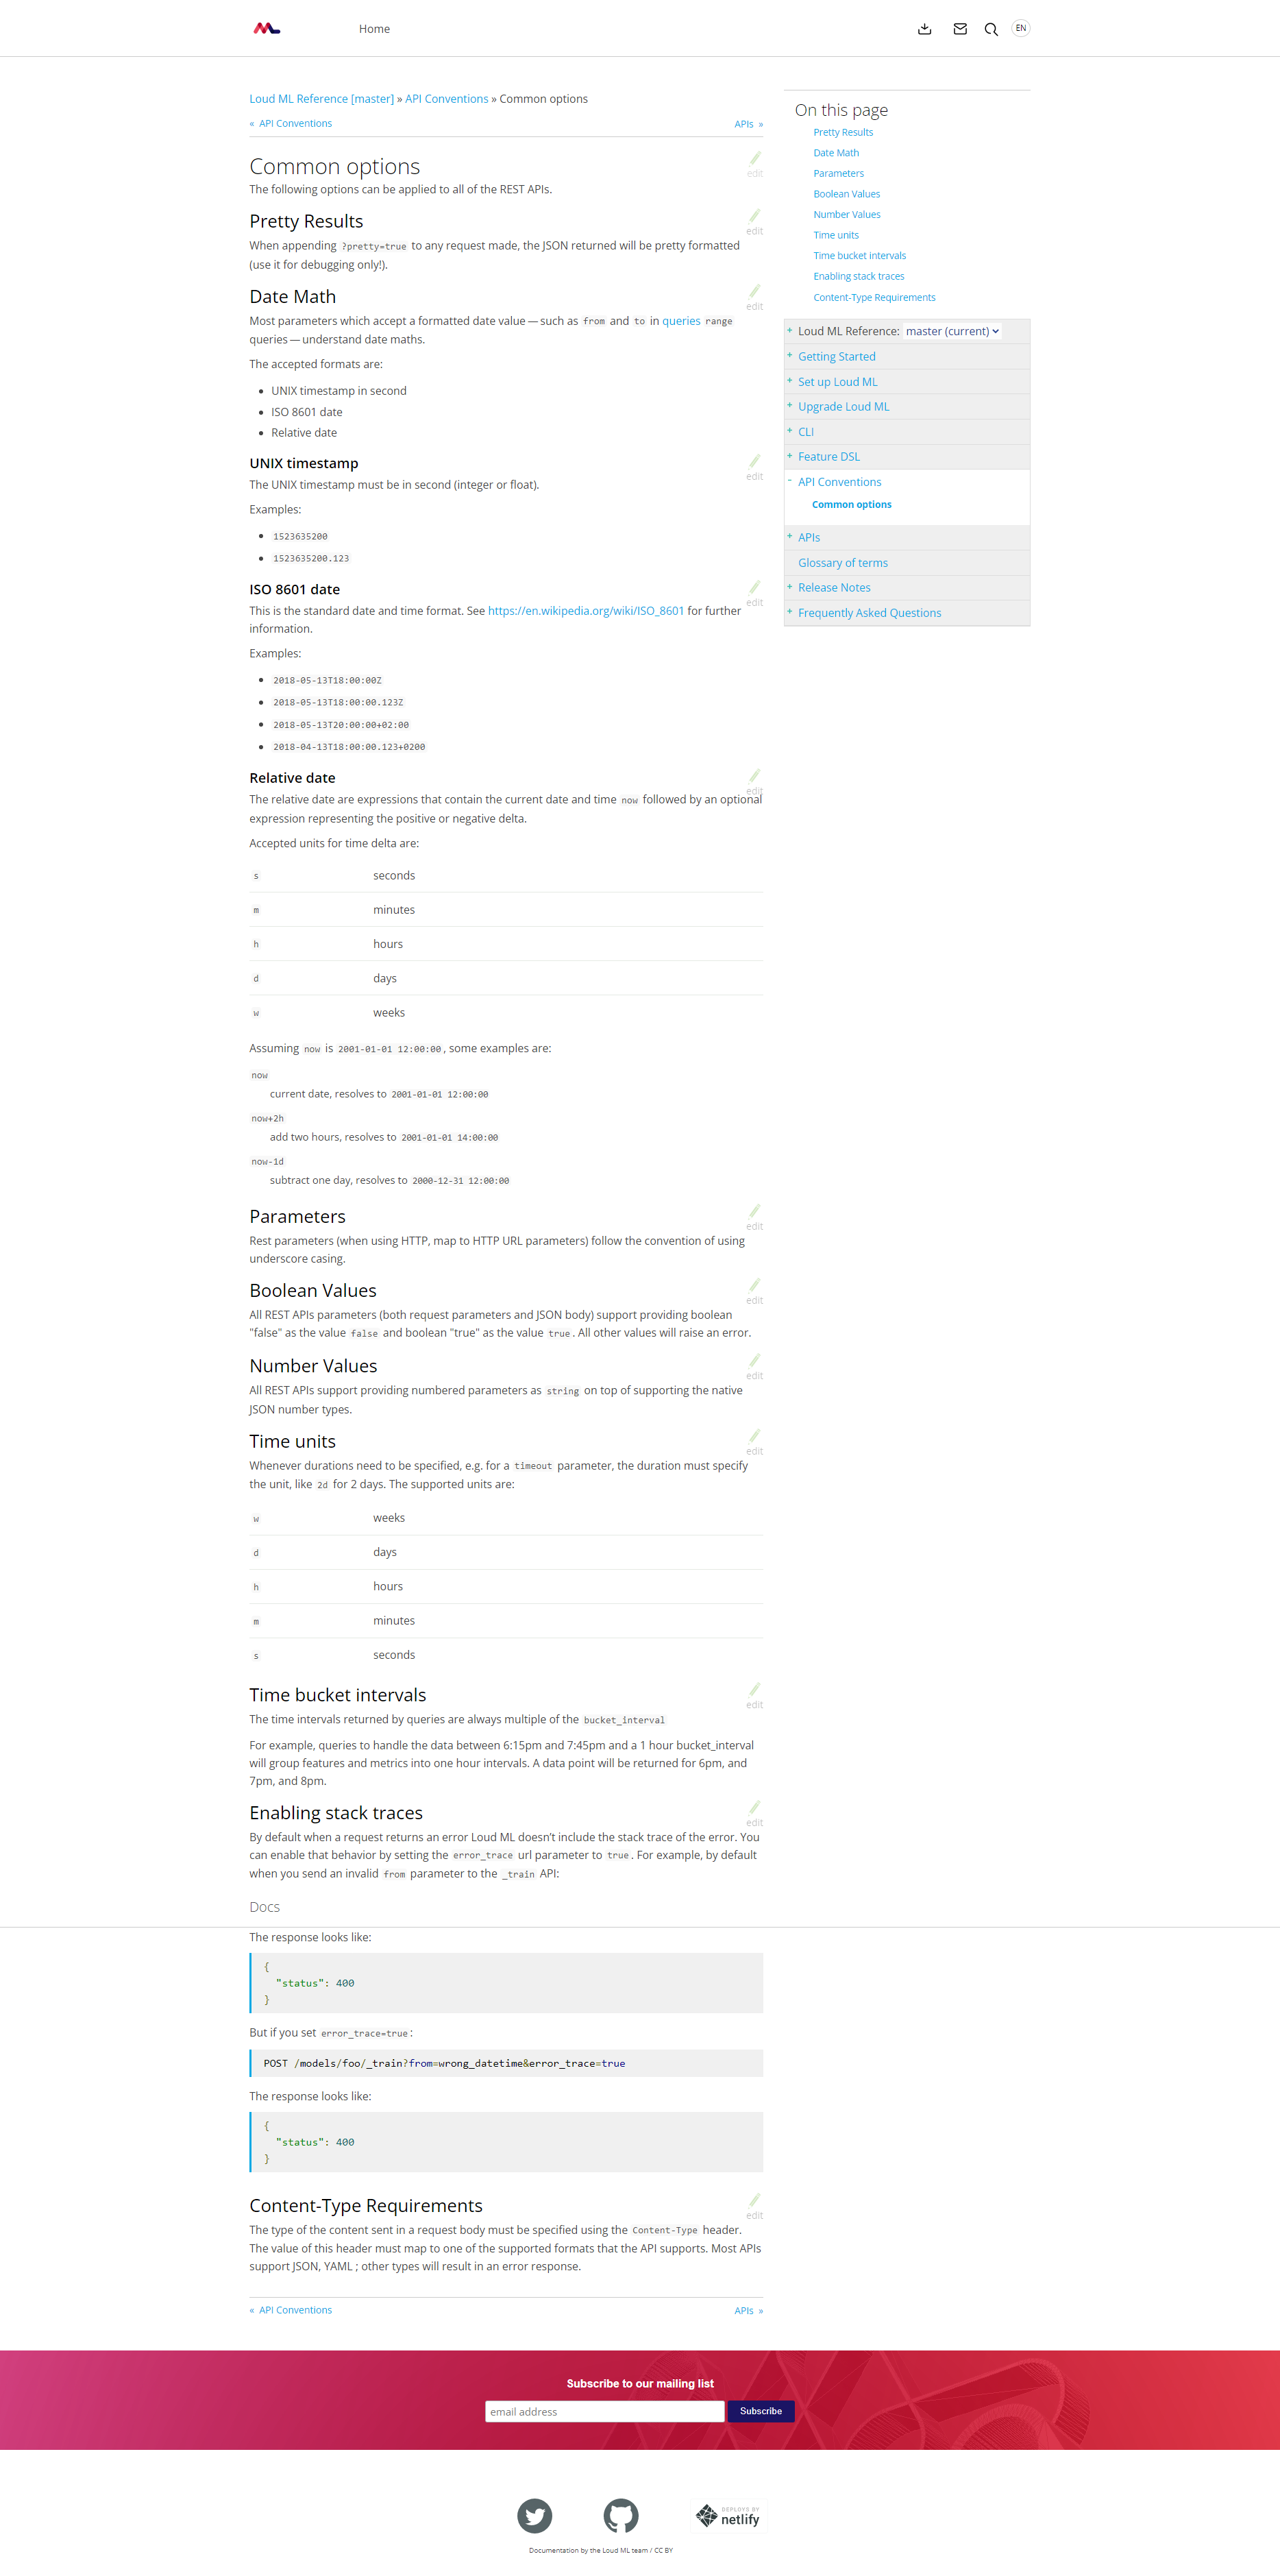 Home
EN
Loud ML Reference [master] » API Conventions » Common options
« API Conventions
APIs »
Common options
edit
The following options can be applied to all of the REST APIs.
Pretty Results
edit
When appending ?pretty=true to any request made, the JSON returned will be pretty formatted
(use it for debugging only!).
Date Math
edit
Most parameters which accept a formatted date value — such as from and to in queries range
queries — understand date maths.
The accepted formats are:
• UNIX timestamp in second
• ISO 8601 date
• Relative date
UNIX timestamp
edit
The UNIX timestamp must be in second (integer or float).
Examples:
• 1523635200
• 1523635200.123
ISO 8601 date
edit
This is the standard date and time format. See https://en.wikipedia.org/wiki/ISO_8601 for further
information.
Examples:
• 2018-05-13T18:00:00Z
• 2018-05-13T18:00:00.123Z
• 2018-05-13T20:00:00+02:00
• 2018-04-13T18:00:00.123+0200
Relative date
edit
The relative date are expressions that contain the current date and time now followed by an optional
expression representing the positive or negative delta.
Accepted units for time delta are:
s seconds
m minutes
h hours
d days
w weeks
Assuming now is 2001-01-01 12:00:00, some examples are:
now
current date, resolves to 2001-01-01 12:00:00
now+2h
add two hours, resolves to 2001-01-01 14:00:00
now-1d
subtract one day, resolves to 2000-12-31 12:00:00
Parameters
edit
Rest parameters (when using HTTP, map to HTTP URL parameters) follow the convention of using
underscore casing.
Boolean Values
edit
All REST APIs parameters (both request parameters and JSON body) support providing boolean
"false" as the value false and boolean "true" as the value true. All other values will raise an error.
Number Values
edit
All REST APIs support providing numbered parameters as string on top of supporting the native
JSON number types.
Time units
edit
Whenever durations need to be specified, e.g. for a timeout parameter, the duration must specify
the unit, like 2d for 2 days. The supported units are:
w weeks
d days
h hours
m minutes
s seconds
Time bucket intervals
edit
The time intervals returned by queries are always multiple of the bucket_interval
For example, queries to handle the data between 6:15pm and 7:45pm and a 1 hour bucket_interval
will group features and metrics into one hour intervals. A data point will be returned for 6pm, and
7pm, and 8pm.
Enabling stack traces
edit
By default when a request returns an error Loud ML doesn't include the stack trace of the error. You
can enable that behavior by setting the error_trace url parameter to true. For example, by default
when you send an invalid from parameter to the _train API:
Docs
The response looks like:
{
"status": 400
}
But if you set error_trace=true:
POST /models/foo/_train?from=wrong_datetime&error_trace=true
The response looks like:
{
"status": 400
}
Content-Type Requirements
edit
The type of the content sent in a request body must be specified using the Content-Type header.
The value of this header must map to one of the supported formats that the API supports. Most APIs
support JSON, YAML ; other types will result in an error response.
« API Conventions
APIs »
On this page
Pretty Results
Date Math
Parameters
Boolean Values
Number Values
Time units
Time bucket intervals
Enabling stack traces
Content-Type Requirements
+ Loud ML Reference: master (current)
+ Getting Started
+ Set up Loud ML
+ Upgrade Loud ML
+ CLI
+ Feature DSL
- API Conventions
Common options
+ APIs
Glossary of terms
+ Release Notes
+ Frequently Asked Questions
Subscribe to our mailing list
email address
Subscribe
DEPLOYS BY
netlify
Documentation by the Loud ML team / CC BY